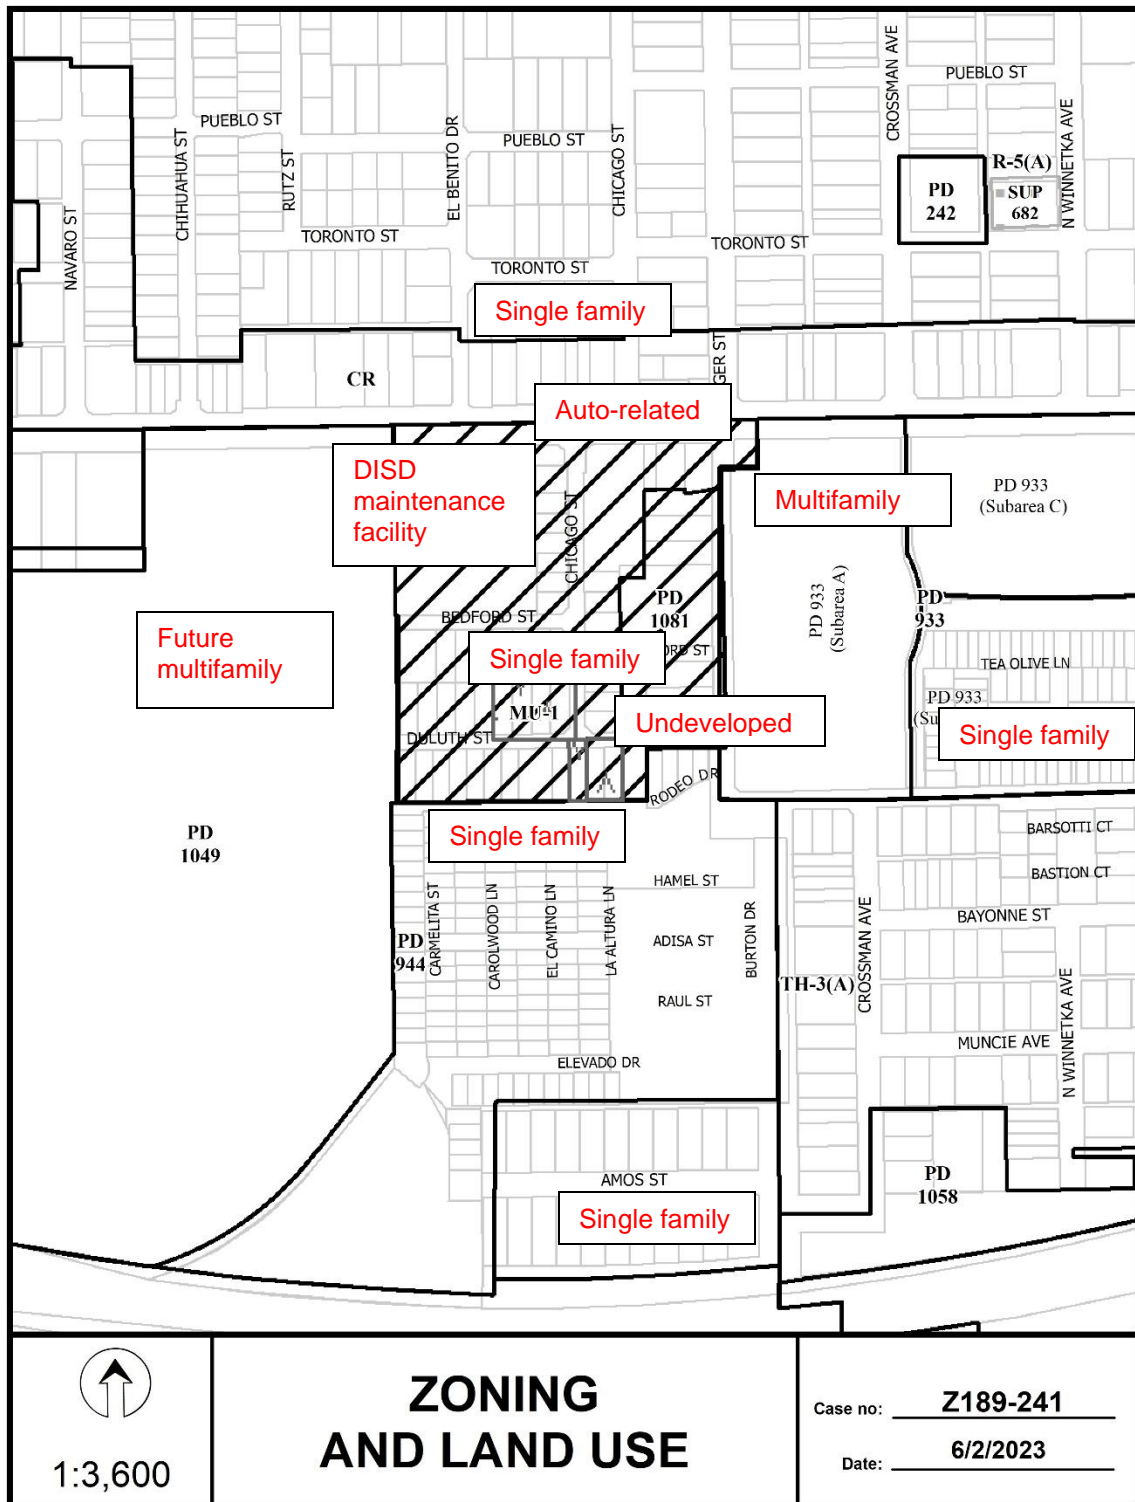 CROSSMAN AVE
PUEBLO ST
N WINNETKA AVE
PUEBLO ST
PUEBLO ST
CHIHUAHUA ST
RUTZ ST
EL BENITO DR
CHICAGO ST
R-5(A)
PD
242
SUP
682
NAVARO ST
TORONTO ST
TORONTO ST
TORONTO ST
Single family
GER ST
CR
Auto-related
DISD
maintenance
facility
Multifamily
PD 933
(Subarea C)
CHICAGO ST
PD
1081
PD 933
(Subarea A)
PD
933
BEDFORD ST
ORD ST
Future
multifamily
Single family
TEA OLIVE LN
MU-1
PD 933
(Su
Undeveloped
Single family
DULUTH ST
RODEO DR
PD
1049
Single family
BARSOTTI CT
BASTION CT
HAMEL ST
BAYONNE ST
CARMELITA ST
CAROLWOOD LN
EL CAMINO LN
LA ALTURA LN
ADISA ST
BURTON DR
CROSSMAN AVE
PD
944
TH-3(A)
RAUL ST
N WINNETKA AVE
MUNCIE AVE
ELEVADO DR
PD
1058
AMOS ST
Single family
1:3,600
ZONING
AND LAND USE
Case no: Z189-241
Date: 6/2/2023